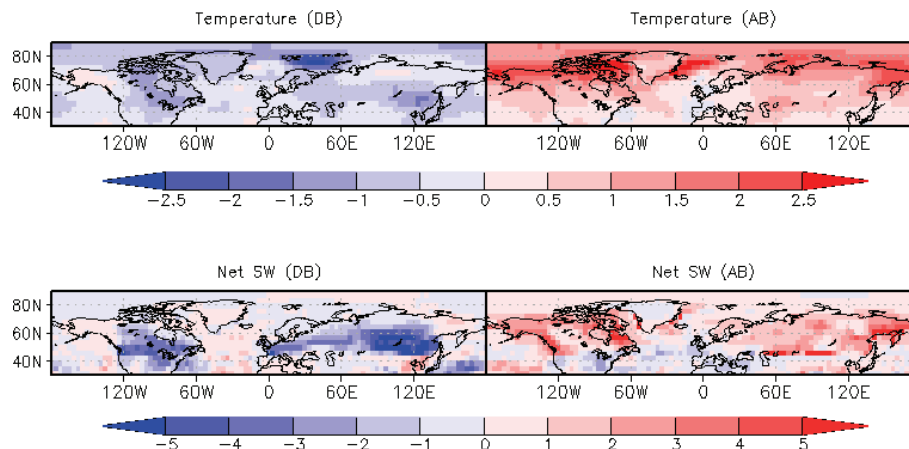 Temperature (DB) Temperature (AB)
80N
60N
40N
120W 60W 0 60E 120E 120W 60W 0 60E 120E
-2.5 -2 -1.5 -1 -0.5 0 0.5 1 1.5 2 2.5
Net SW (DB) Net SW (AB)
80N
60N
40N
120W 60W 0 60E 120E 120W 60W 0 60E 120E
-5 -4 -3 -2 -1 0 1 2 3 4 5